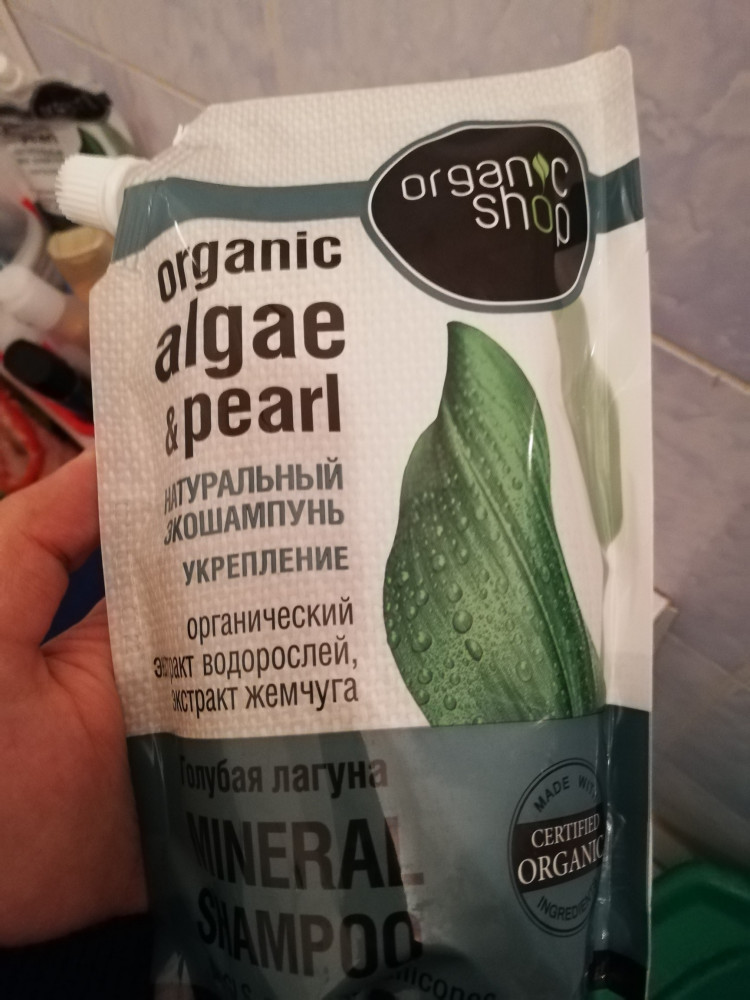 organic
shop
organic
algae
& pearl
НАТУРАЛЬНЫЙ
ЭКОШАМПУНЬ
УКРЕПЛЕНИЕ
органический
экстракт водорослей,
экстракт жемчуга
Голубая лагуна
MINERAL
SHAMPOO
MADE WITH
CERTIFIED
ORGANIC
INGREDIENTS